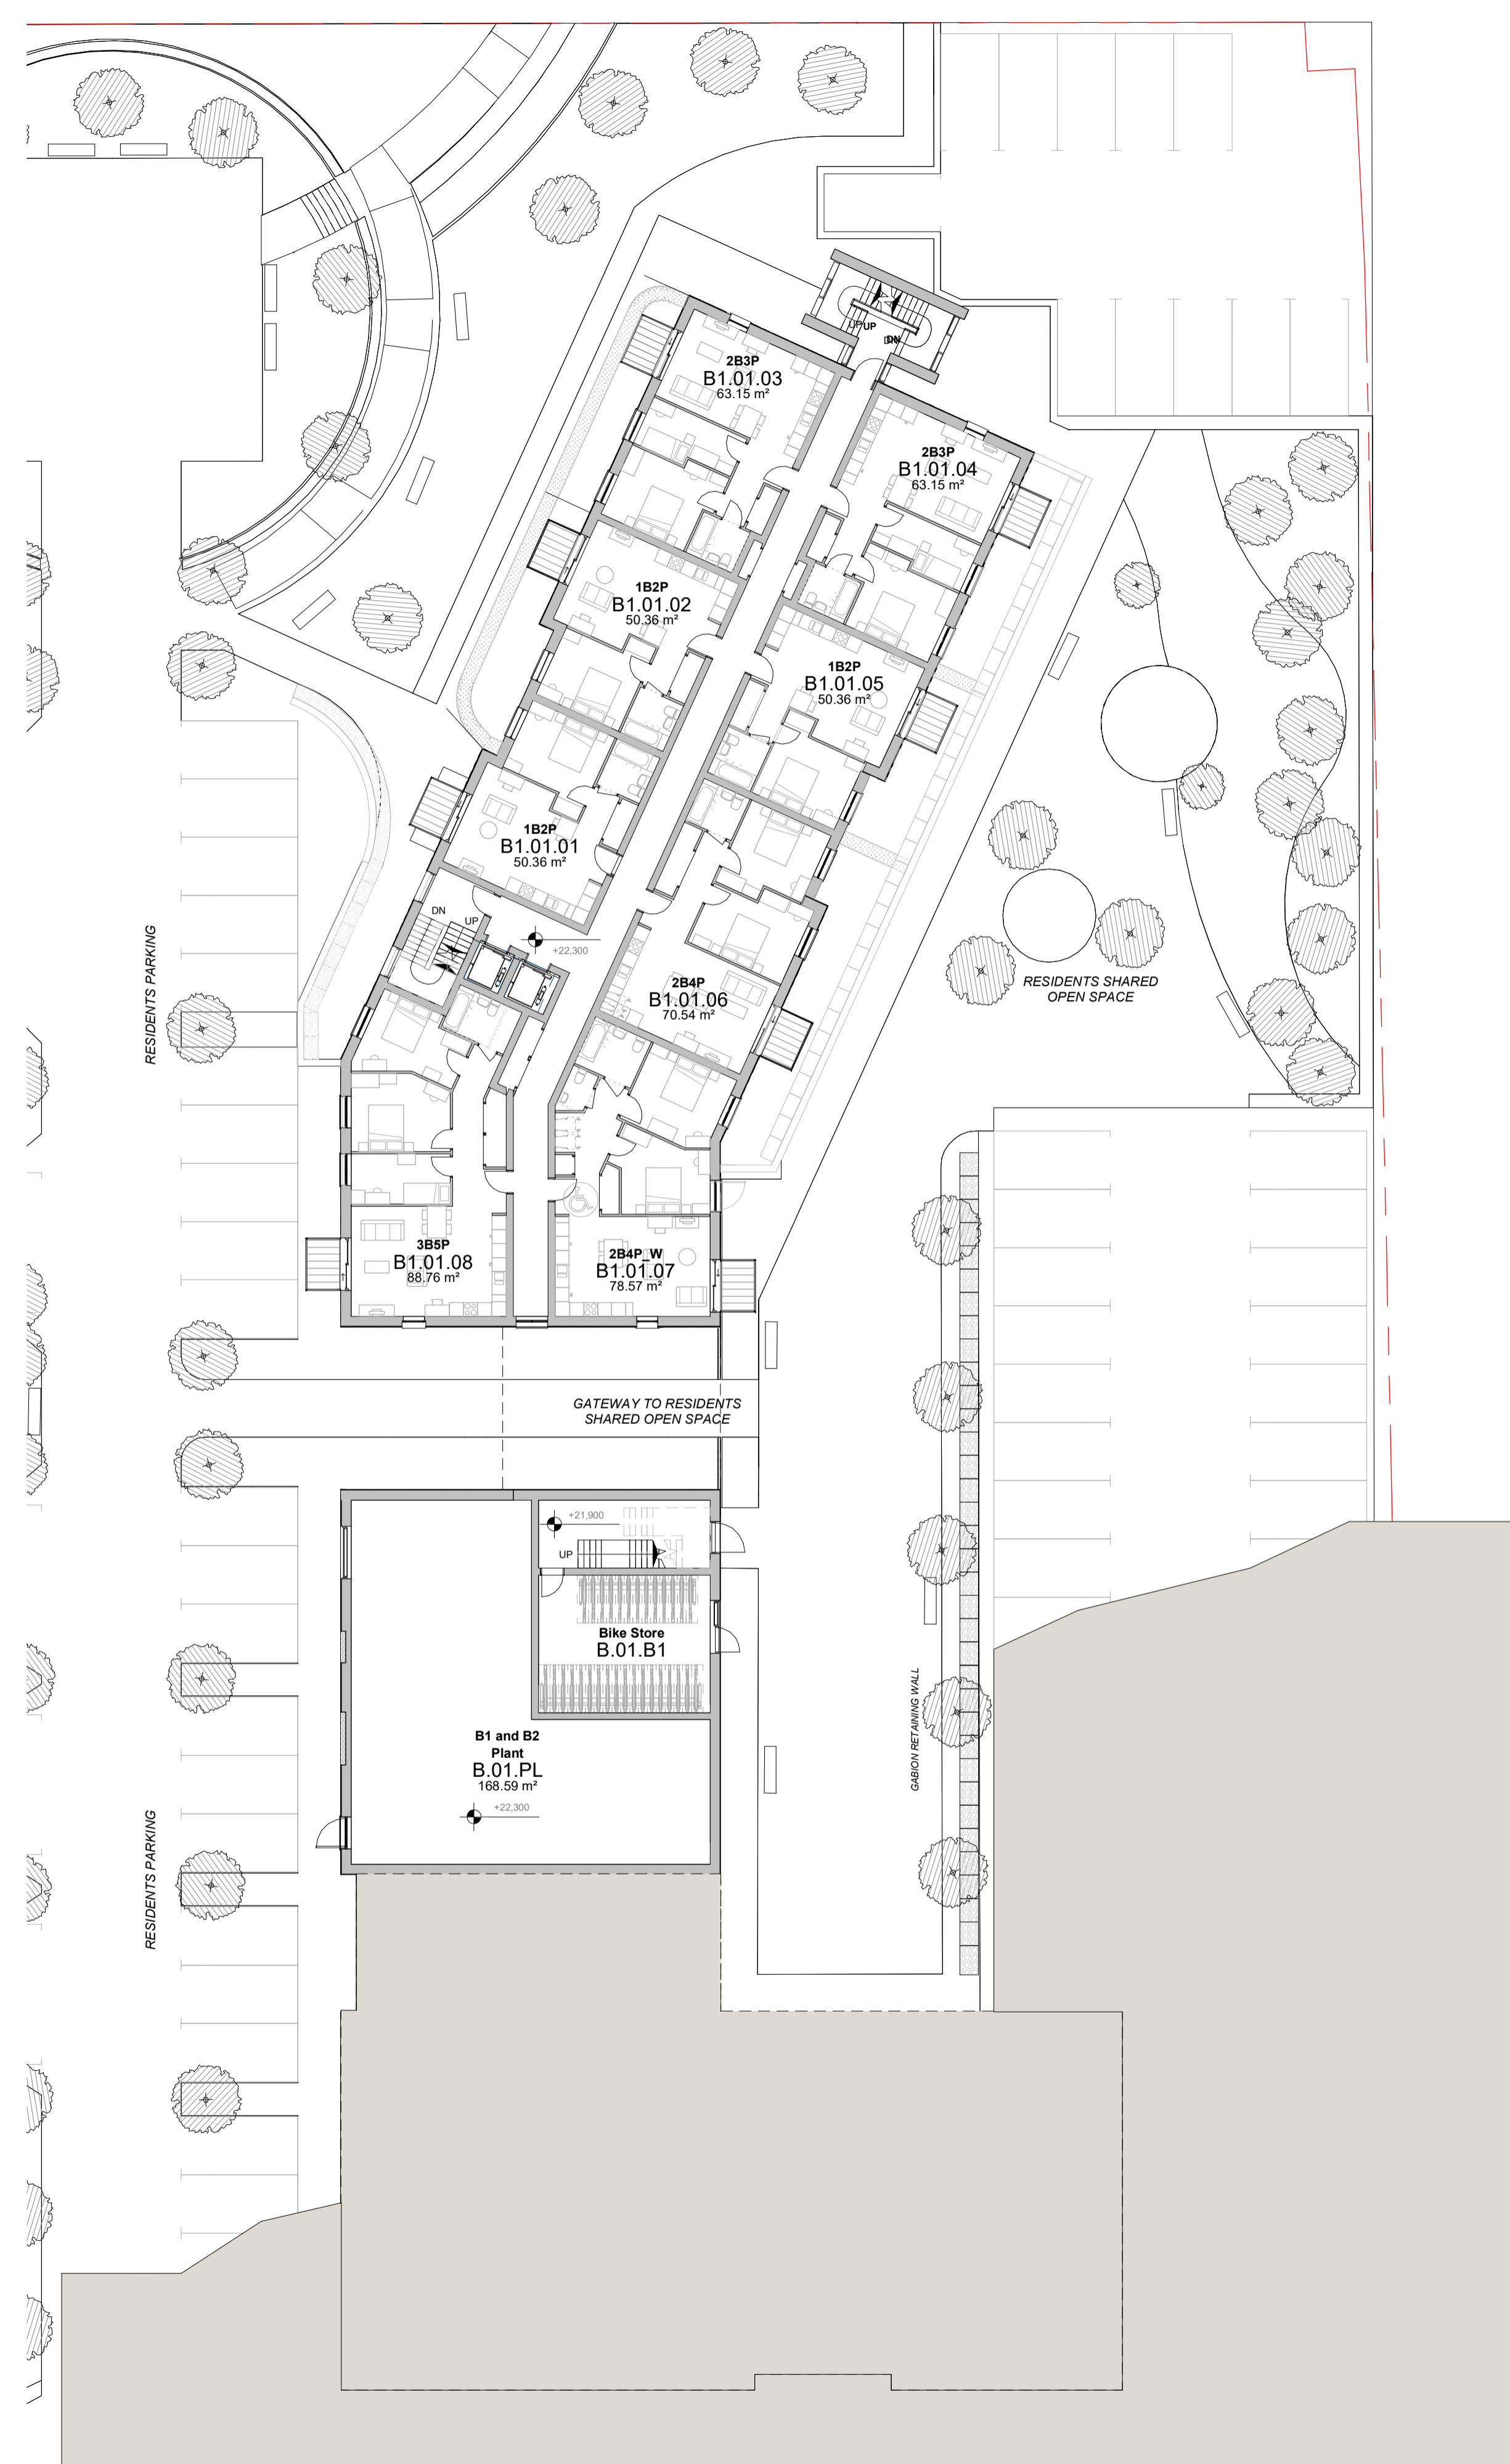 UP
UP
DN
DN
2B3P
B1.01.03
63.15 m²
2B3P
B1.01.04
63.15 m²
1B2P
B1.01.02
50.36 m²
1B2P
B1.01.05
50.36 m²
1B2P
B1.01.01
50.36 m²
DN
UP
+22,300
2B4P
B1.01.06
70.54 m²
RESIDENTS SHARED
OPEN SPACE
RESIDENTS PARKING
3B5P
B1.01.08
88.76 m²
2B4P_W
B1.01.07
78.57 m²
GATEWAY TO RESIDENTS
SHARED OPEN SPACE
+21,900
UP
Bike Store
B.01.B1
B1 and B2
Plant
B.01.PL
168.59 m²
+22,300
GABION RETAINING WALL
RESIDENTS PARKING